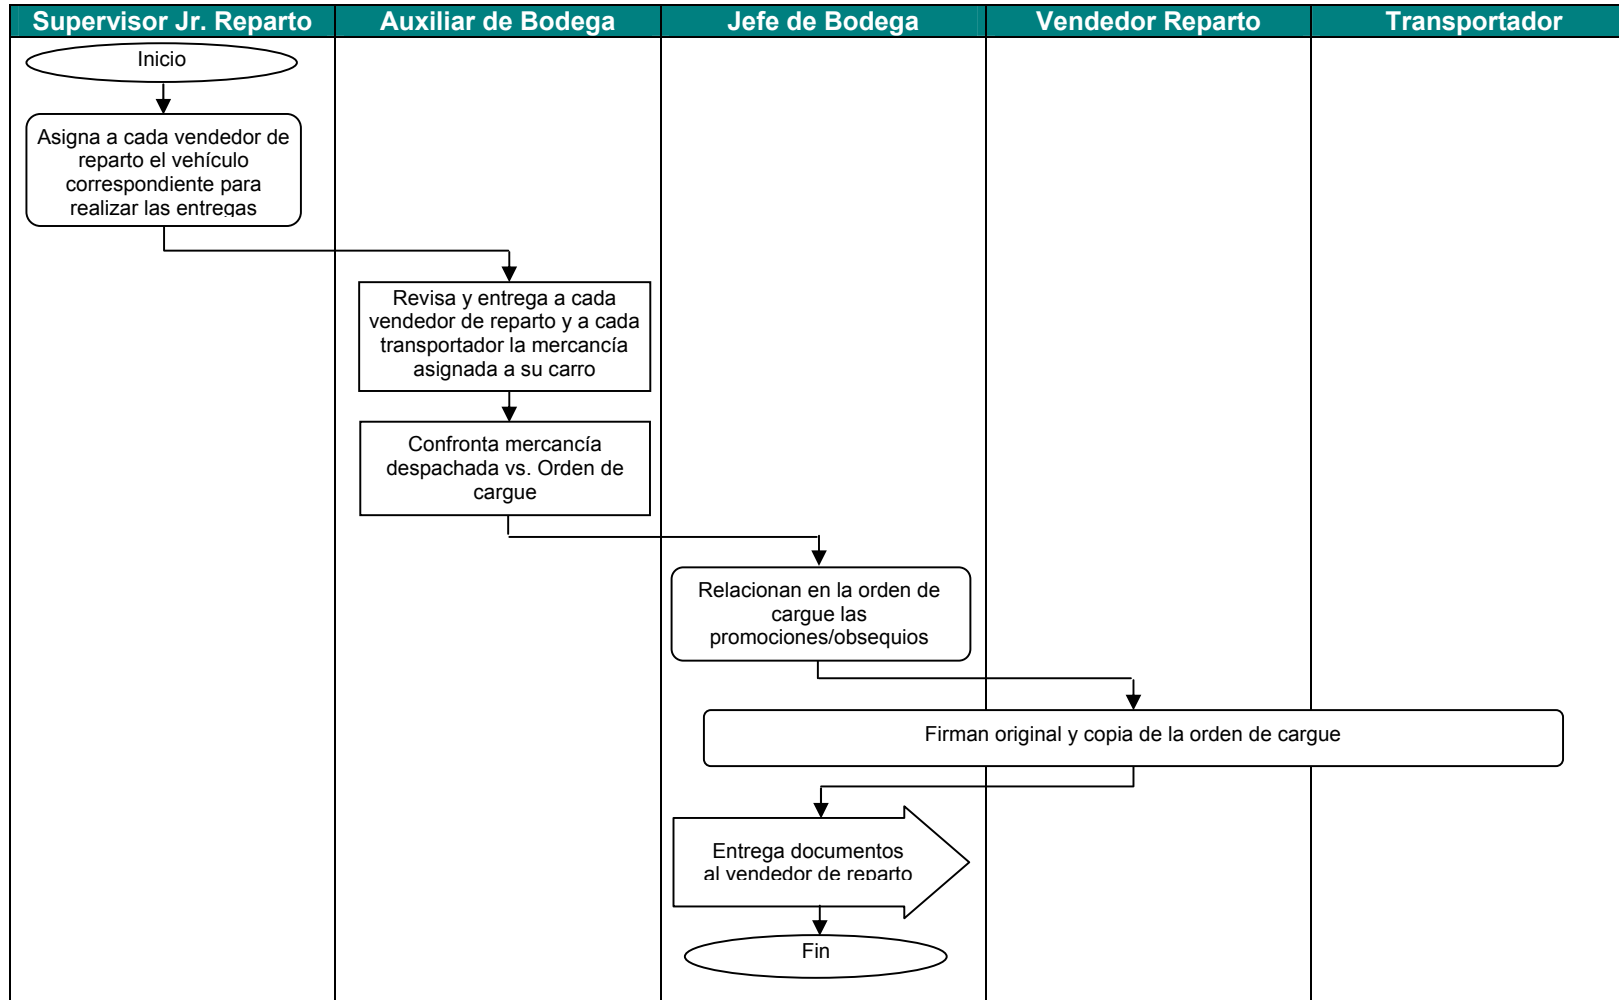 Supervisor Jr. Reparto
Auxiliar de Bodega
Jefe de Bodega
Vendedor Reparto
Transportador
Inicio
Asigna a cada vendedor de
reparto el vehículo
correspondiente para
realizar las entregas
Revisa y entrega a cada
vendedor de reparto y a cada
transportador la mercancía
asignada a su carro
Confronta mercancía
despachada vs. Orden de
cargue
Relacionan en la orden de
cargue las
promociones/obsequios
Firman original y copia de la orden de cargue
Entrega documentos
al vendedor de reparto
Fin